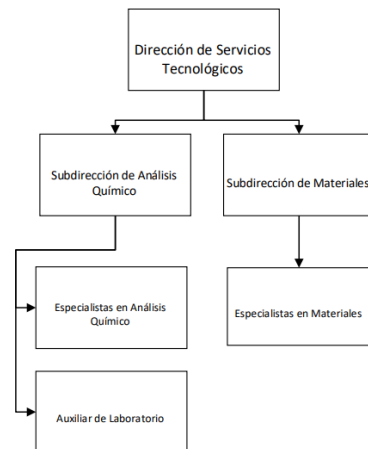 Dirección de Servicios
Tecnológicos
Subdirección de Análisis
Químico
Subdirección de Materiales
Especialistas en Análisis
Químico
Especialistas en Materiales
Auxiliar de Laboratorio